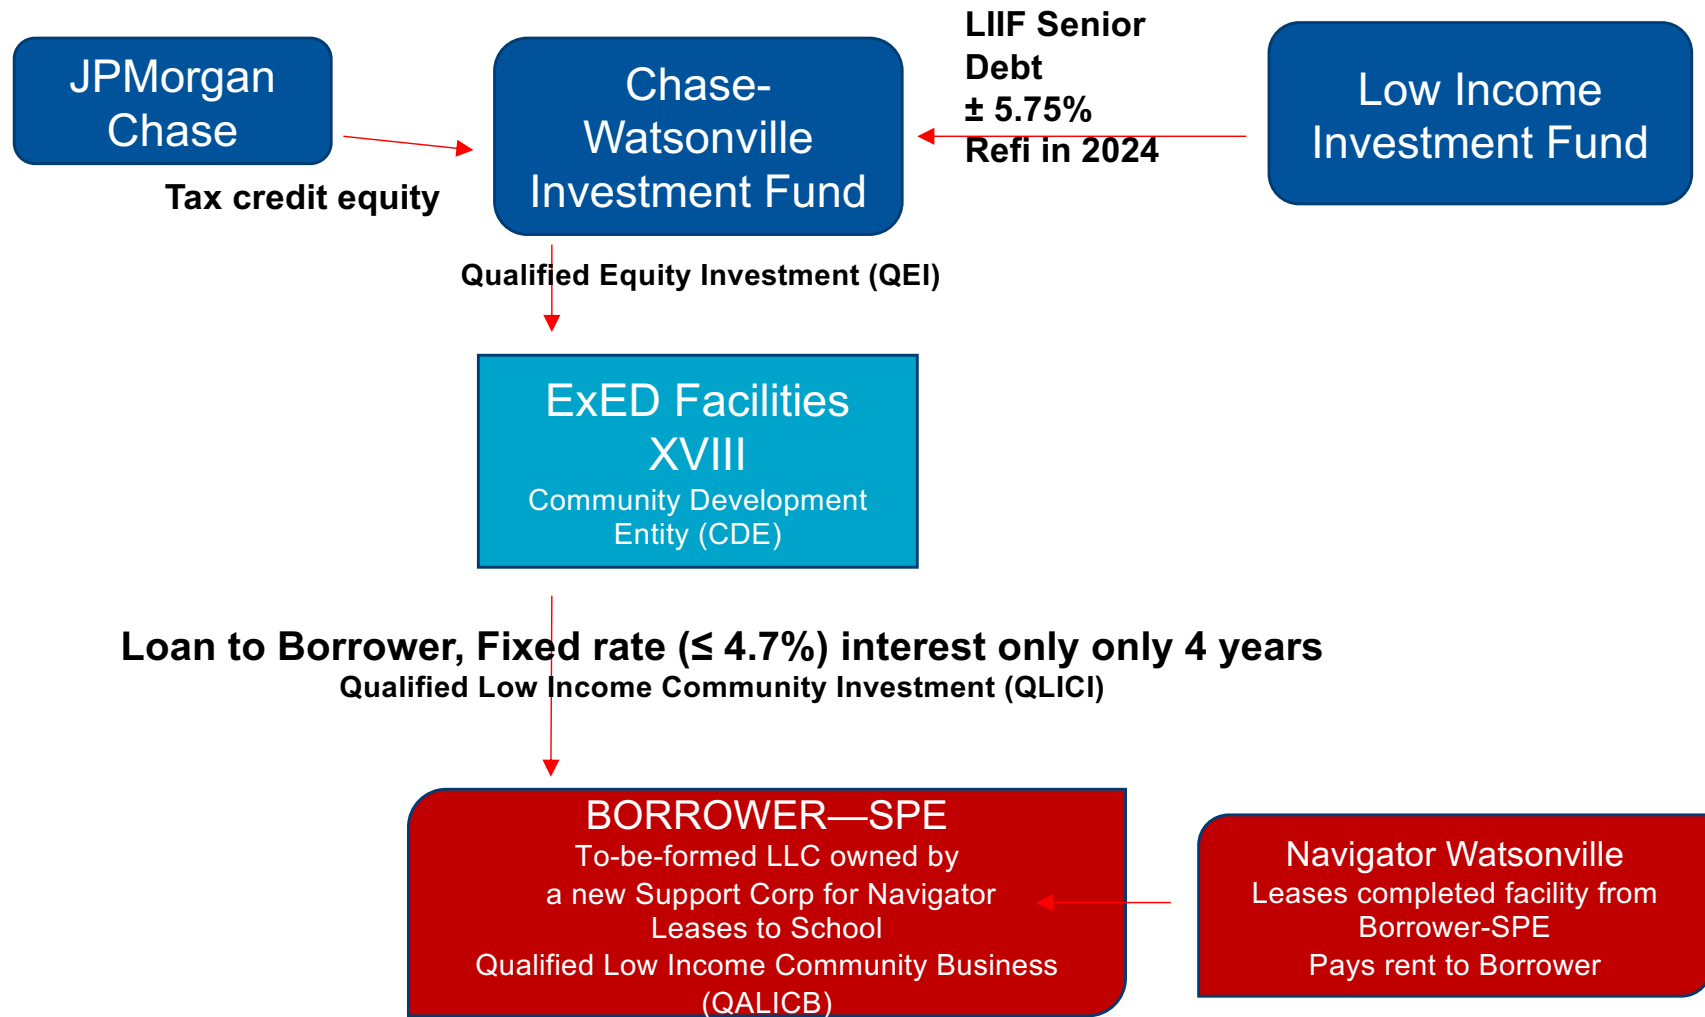 JPMorgan
Chase
Tax credit equity
Chase-
Watsonville
Investment Fund
LIIF Senior
Debt
± 5.75%
Refi in 2024
Low Income
Investment Fund
Qualified Equity Investment (QEI)
ExED Facilities
XVIII
Community Development
Entity (CDE)
Loan to Borrower, Fixed rate (≤ 4.7%) interest only only 4 years
Qualified Low Income Community Investment (QLICI)
BORROWER—SPE
To-be-formed LLC owned by
a new Support Corp for Navigator
Leases to School
Qualified Low Income Community Business
(QALICB)
Navigator Watsonville
Leases completed facility from
Borrower-SPE
Pays rent to Borrower